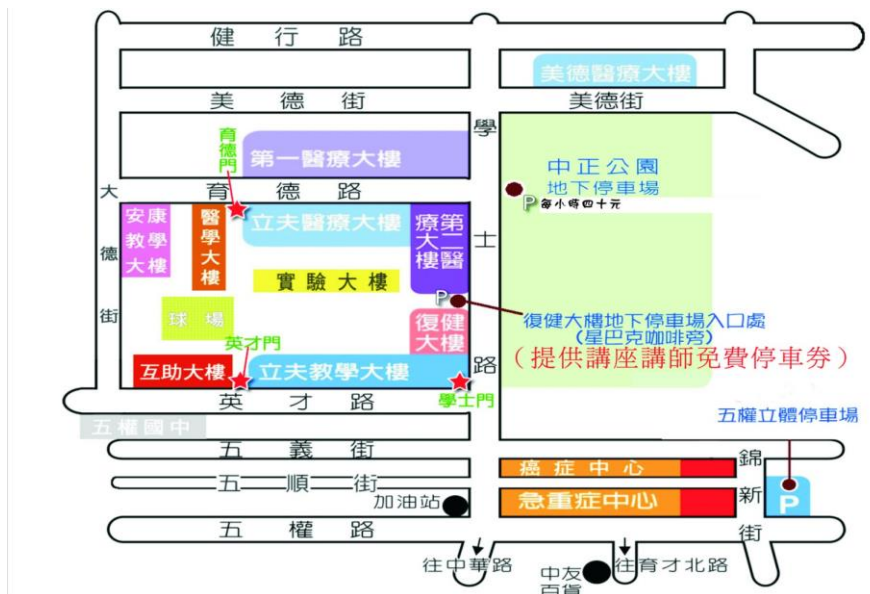 健行路
美德醫療大樓
美德街
美德街
學士路
育德門
第一醫療大樓
中正公園
地下停車場
P 每小時四十元
大德街
育德路
安康教學大樓
醫學大樓
立夫醫療大樓
第二醫療大樓
實驗大樓
P
球場
復健大樓
復健大樓地下停車場入口處
(星巴克咖啡旁)
(提供講座講師免費停車券)
英才門
互助大樓
立夫教學大樓
英才路
學士門
五權立體停車場
五權國中
五義街
癌症中心
錦新街
五順街
加油站
急重症中心
P
五權路
往中華路
中友百貨
往育才北路